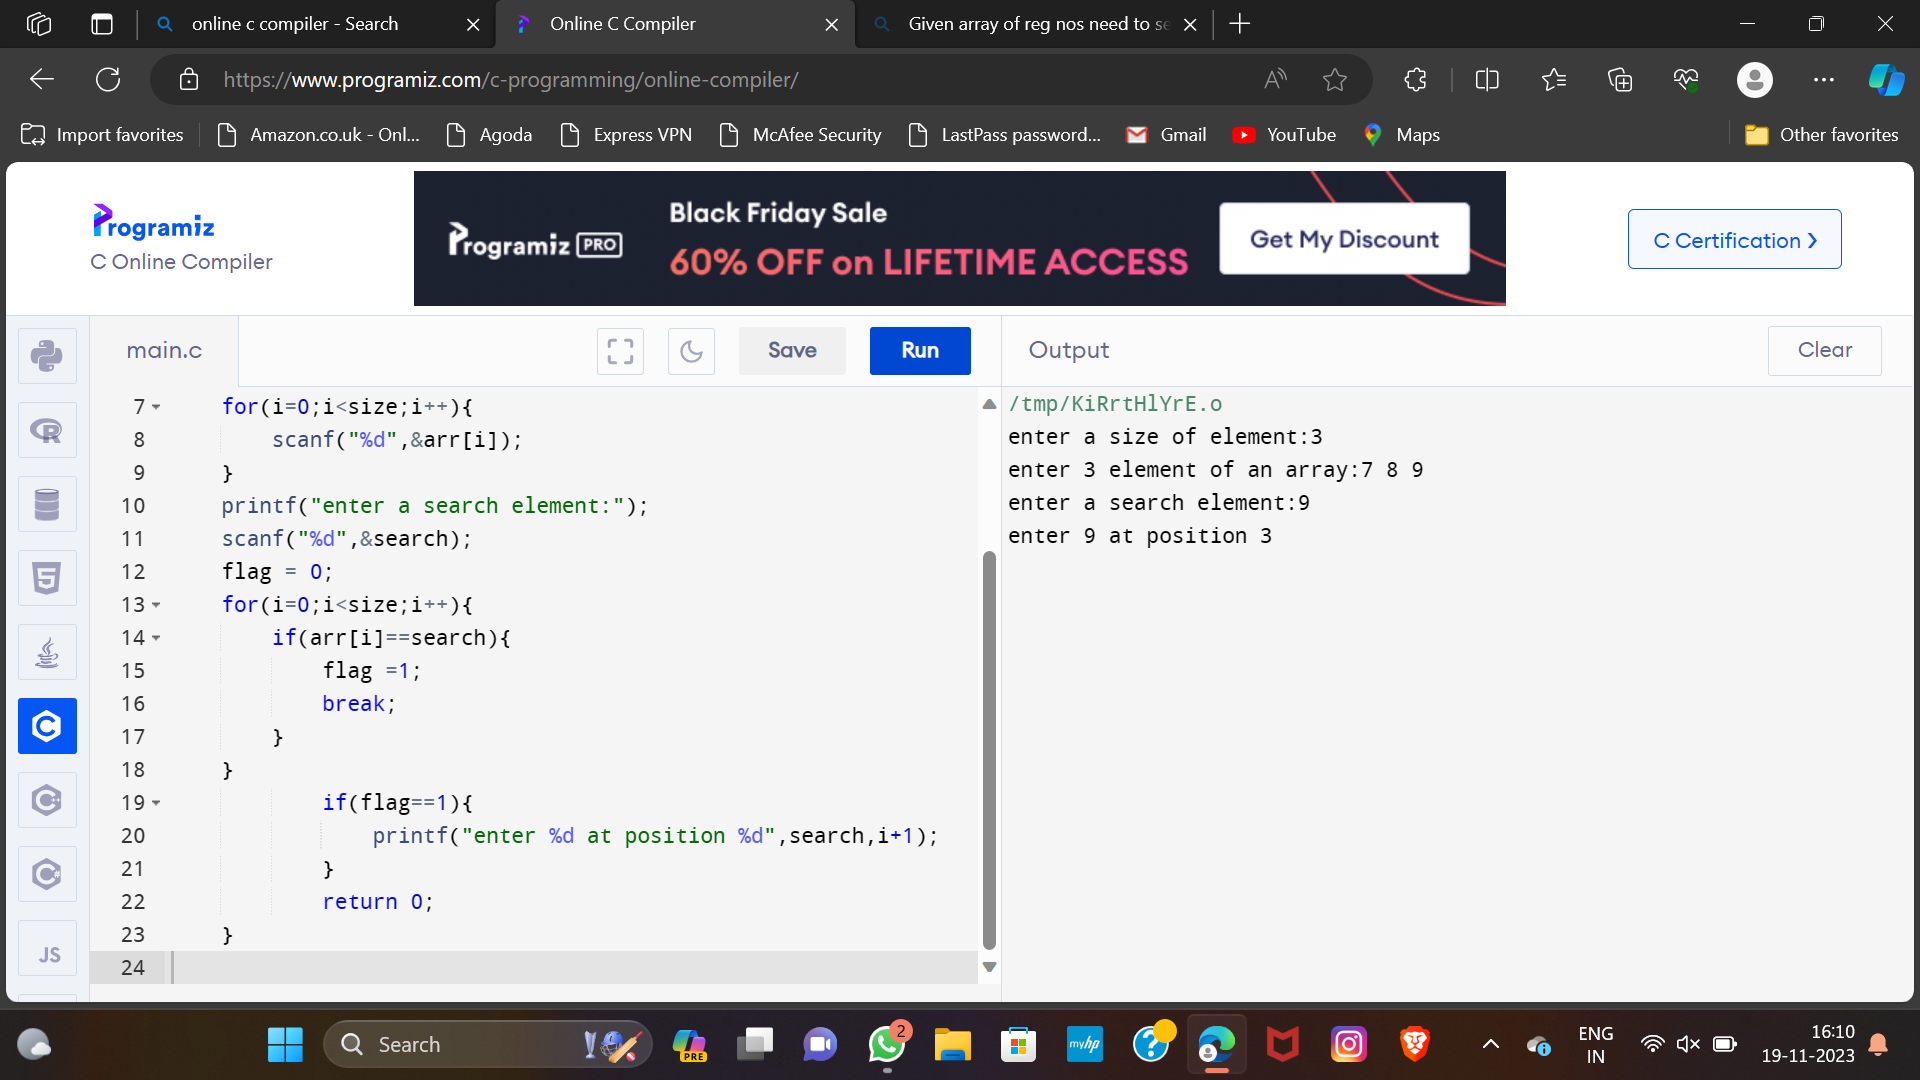 online c compiler - Search
Online C Compiler
Given array of reg nos need to se
https://www.programiz.com/c-programming/online-compiler/
Import favorites
Amazon.co.uk - Onl...
Agoda
Express VPN
McAfee Security
LastPass password...
Gmail
YouTube
Maps
Other favorites
Programiz
C Online Compiler
Programiz PRO
Black Friday Sale
60% OFF on LIFETIME ACCESS
Get My Discount
C Certification ❯
main.c
Save
Run
Output
Clear
7 for(i=0;i<size;i++){
8 scanf("%d",&arr[i]);
9 }
10 printf("enter a search element:");
11 scanf("%d",&search);
12 flag = 0;
13 for(i=0;i<size;i++){
14 if(arr[i]==search){
15 flag =1;
16 break;
17 }
18 }
19 if(flag==1){
20 printf("enter %d at position %d",search,i+1);
21 }
22 return 0;
23 }
24
/tmp/KiRrtHlYrE.o
enter a size of element:3
enter 3 element of an array:7 8 9
enter a search element:9
enter 9 at position 3
JS
Search
PRE
2
myhp
ENG
IN
16:10
19-11-2023